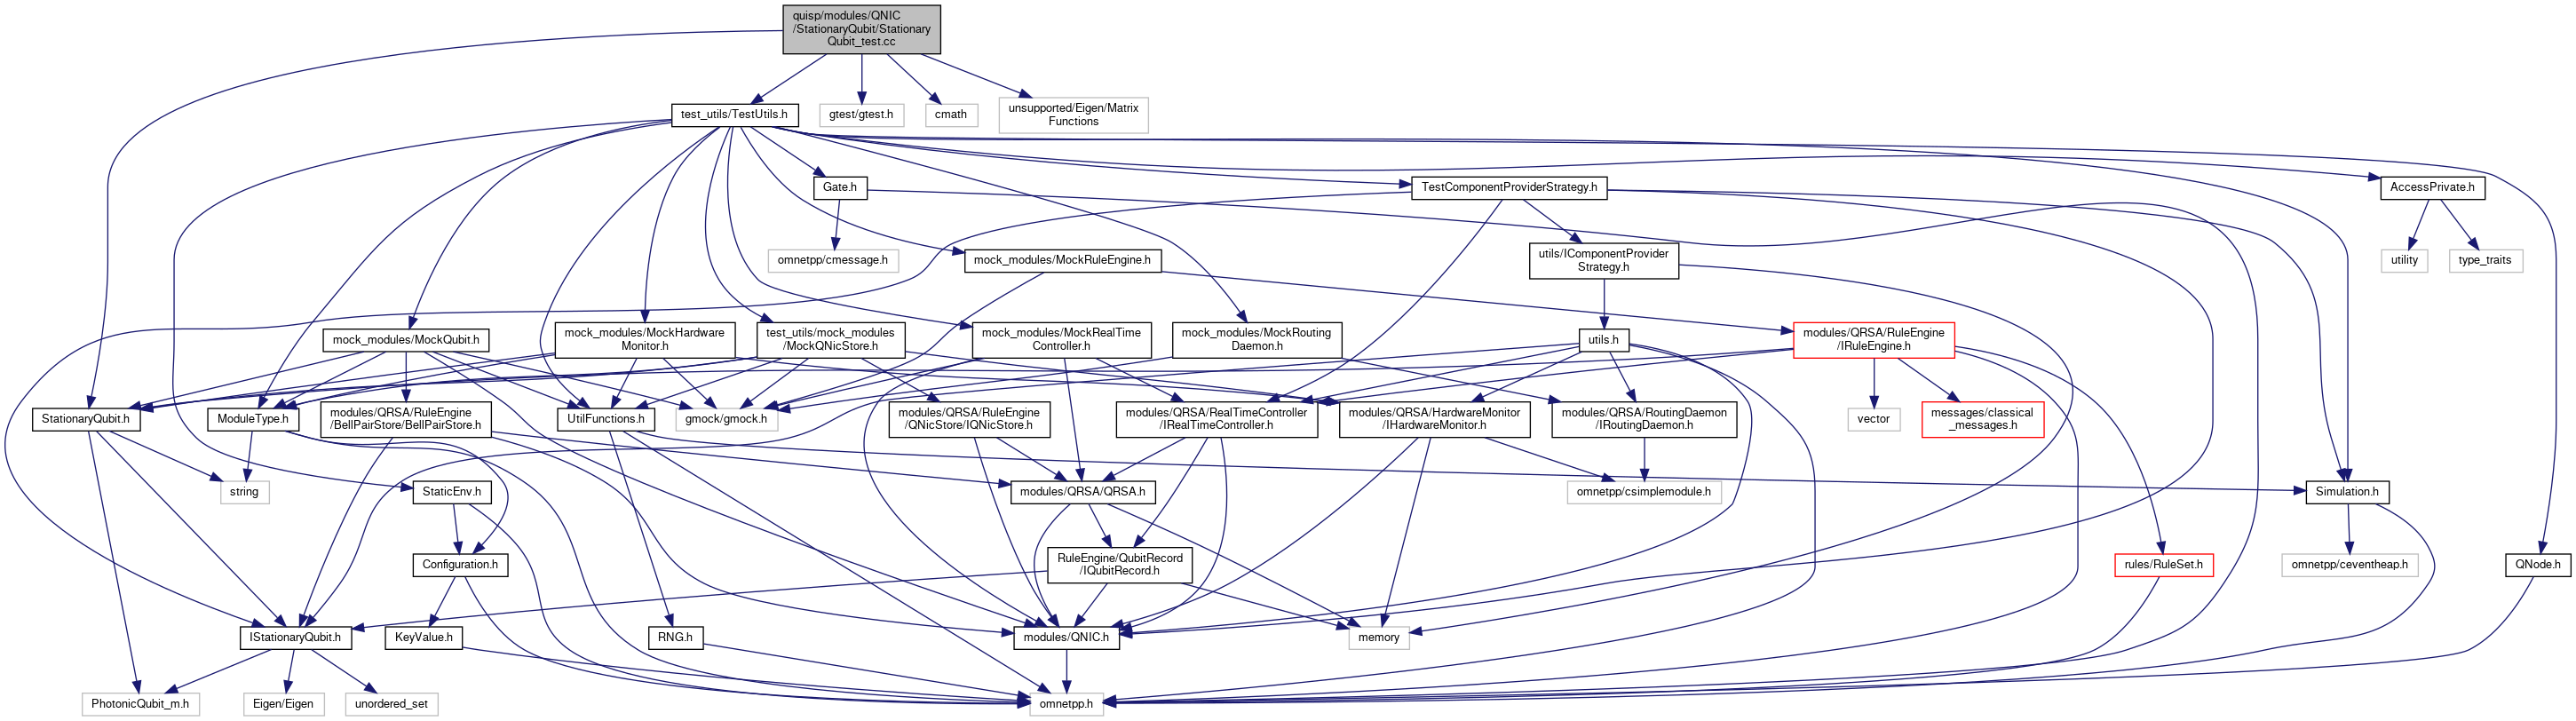 quisp/modules/QNIC
/StationaryQubit/Stationary
Qubit_test.cc
test_utils/TestUtils.h
gtest/gtest.h
cmath
unsupported/Eigen/Matrix
Functions
Gate.h
TestComponentProviderStrategy.h
AccessPrivate.h
omnetpp/cmessage.h
mock_modules/MockRuleEngine.h
utils/IComponentProvider
Strategy.h
utility
type_traits
mock_modules/MockQubit.h
mock_modules/MockHardware
Monitor.h
test_utils/mock_modules
/MockQNicStore.h
mock_modules/MockRealTime
Controller.h
mock_modules/MockRouting
Daemon.h
utils.h
modules/QRSA/RuleEngine
/IRuleEngine.h
StationaryQubit.h
ModuleType.h
modules/QRSA/RuleEngine
/BellPairStore/BellPairStore.h
UtilFunctions.h
gmock/gmock.h
modules/QRSA/RuleEngine
/QNicStore/IQNicStore.h
modules/QRSA/RealTimeController
/IRealTimeController.h
modules/QRSA/HardwareMonitor
/IHardwareMonitor.h
modules/QRSA/RoutingDaemon
/IRoutingDaemon.h
vector
messages/classical
_messages.h
string
StaticEnv.h
modules/QRSA/QRSA.h
omnetpp/csimplemodule.h
Simulation.h
Configuration.h
RuleEngine/QubitRecord
/IQubitRecord.h
rules/RuleSet.h
omnetpp/ceventheap.h
QNode.h
IStationaryQubit.h
KeyValue.h
RNG.h
modules/QNIC.h
memory
PhotonicQubit_m.h
Eigen/Eigen
unordered_set
omnetpp.h